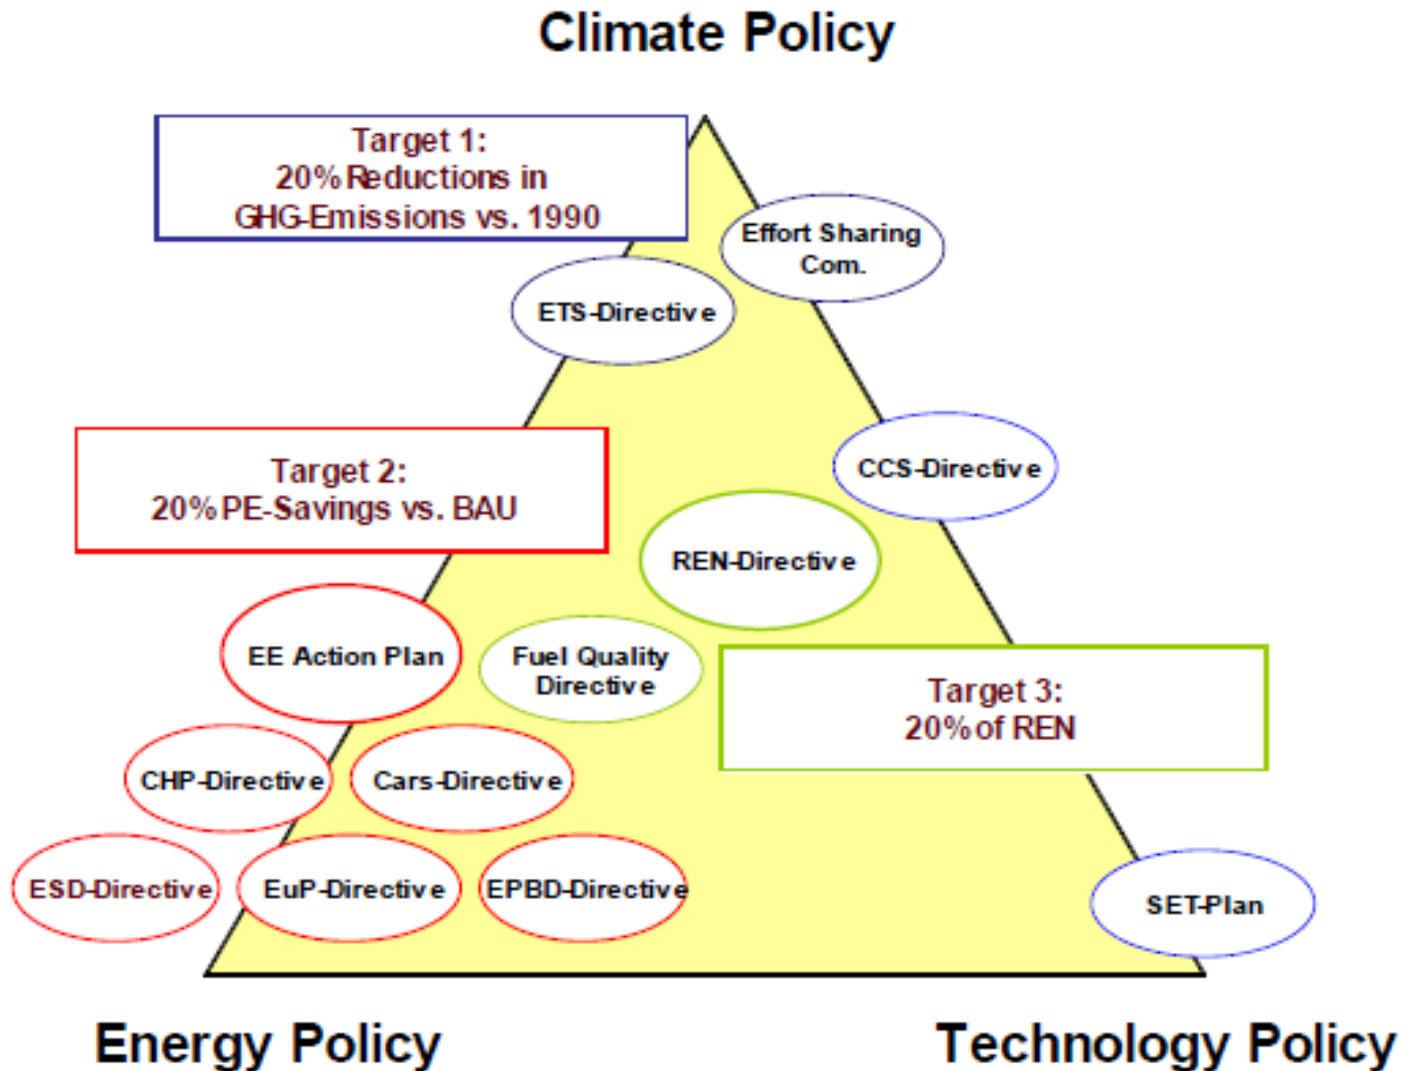 Climate Policy
Target 1:
20% Reductions in
GHG-Emissions vs. 1990
Effort Sharing
Com.
ETS-Directive
Target 2:
20% PE-Savings vs. BAU
CCS-Directive
REN-Directive
EE Action Plan
Fuel Quality
Directive
Target 3:
20% of REN
CHP-Directive
Cars-Directive
ESD-Directive
EuP-Directive
EPBD-Directive
SET-Plan
Energy Policy
Technology Policy